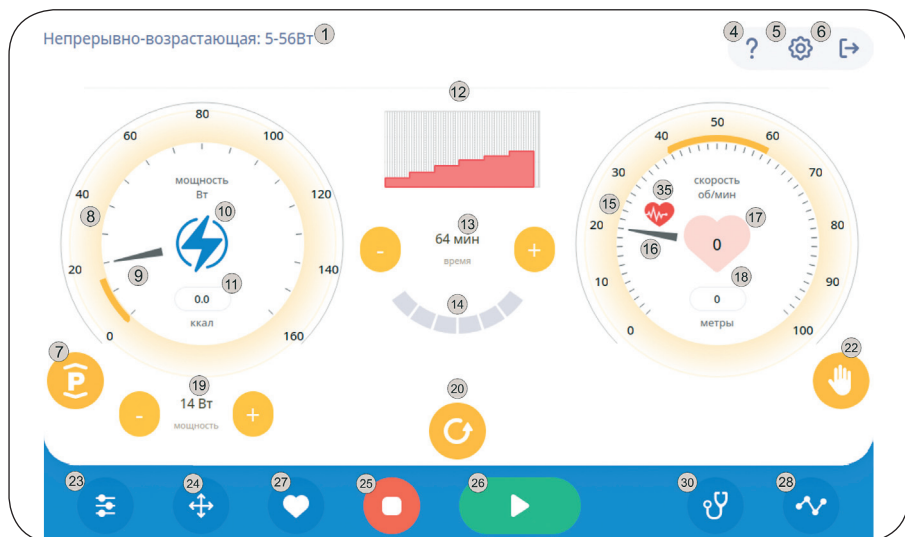 Непрерывно-возрастающая: 5-56Вт 1
4 ? 5 6
12
80
60 100
40 120
20 140
0 160
мощность
Вт
8 10
9 11
0.0
ккал
13
- 64 мин +
время
14
50
40 60
30 70
20 80
10 90
0 100
скорость
об/мин
35
15 17
16 0
18
0
метры
7
P
19
- 14 Вт +
мощность
20
22
23 24 27 25 26 30 28